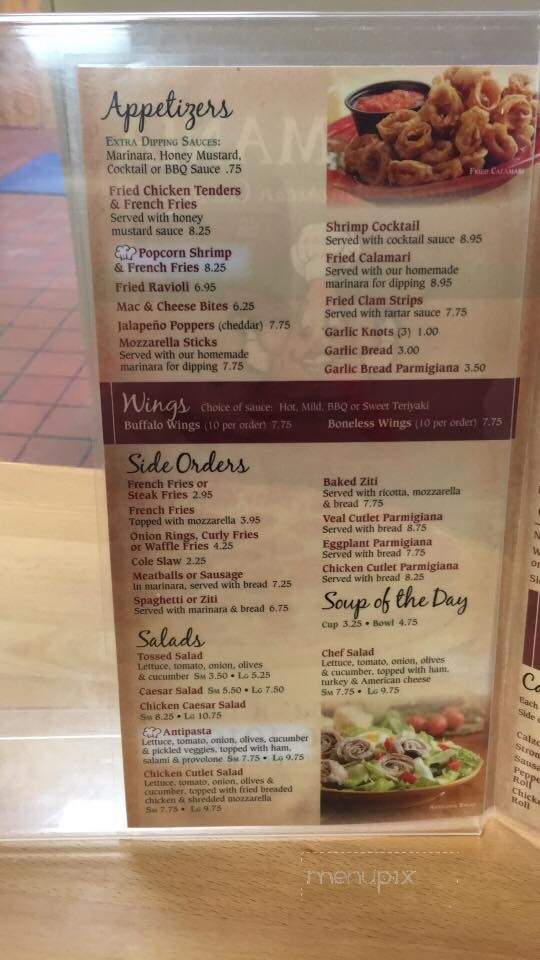 Appetizers
EXTRA DIPPING SAUCES:
Marinara, Honey Mustard,
Cocktail or BBQ Sauce .75
Fried Chicken Tenders
& French Fries
Served with honey
mustard sauce 8.25
Popcorn Shrimp
& French Fries 8.25
Fried Ravioli 6.95
Mac & Cheese Bites 6.25
Jalapeño Poppers (cheddar) 7.75
Mozzarella Sticks
Served with our homemade
marinara for dipping 7.75
FRIED CALAMARI
Shrimp Cocktail
Served with cocktail sauce 8.95
Fried Calamari
Served with our homemade
marinara for dipping 8.95
Fried Clam Strips
Served with tartar sauce 7.75
Garlic Knots (3) 1.00
Garlic Bread 3.00
Garlic Bread Parmigiana 3.50
Wings Choice of sauce: Hot, Mild, BBQ or Sweet Teriyaki
Buffalo Wings (10 per order) 7.75
Boneless Wings (10 per order) 7.75
Side Orders
French Fries or
Steak Fries 2.95
French Fries
Topped with mozzarella 3.95
Onion Rings, Curly Fries
or Waffle Fries 4.25
Cole Slaw 2.25
Meatballs or Sausage
In marinara, served with bread 7.25
Spaghetti or Ziti
Served with marinara & bread 6.75
Baked Ziti
Served with ricotta, mozzarella
& bread 7.75
Veal Cutlet Parmigiana
Served with bread 8.75
Eggplant Parmigiana
Served with bread 7.75
Chicken Cutlet Parmigiana
Served with bread 8.25
Soup of the Day
Cup 3.25 • Bowl 4.75
Salads
Tossed Salad
Lettuce, tomato, onion, olives
& cucumber SM 3.50 • LG 5.25
Caesar Salad SM 5.50 • LG 7.50
Chicken Caesar Salad
SM 8.25 • LG 10.75
Antipasta
Lettuce, tomato, onion, olives, cucumber
& pickled veggies, topped with ham,
salami & provolone SM 7.75 • LG 9.75
Chicken Cutlet Salad
Lettuce, tomato, onion, olives &
cucumber, topped with fried breaded
chicken & shredded mozzarella
SM 7.75 • LG 9.75
Chef Salad
Lettuce, tomato, onion, olives
& cucumber, topped with ham,
turkey & American cheese
SM 7.75 • LG 9.75
ANTIPASTA SALAD
Each
Side
Calzo
Strom
Sausa
Peppe
Roll
Chicke
Roll
menupix